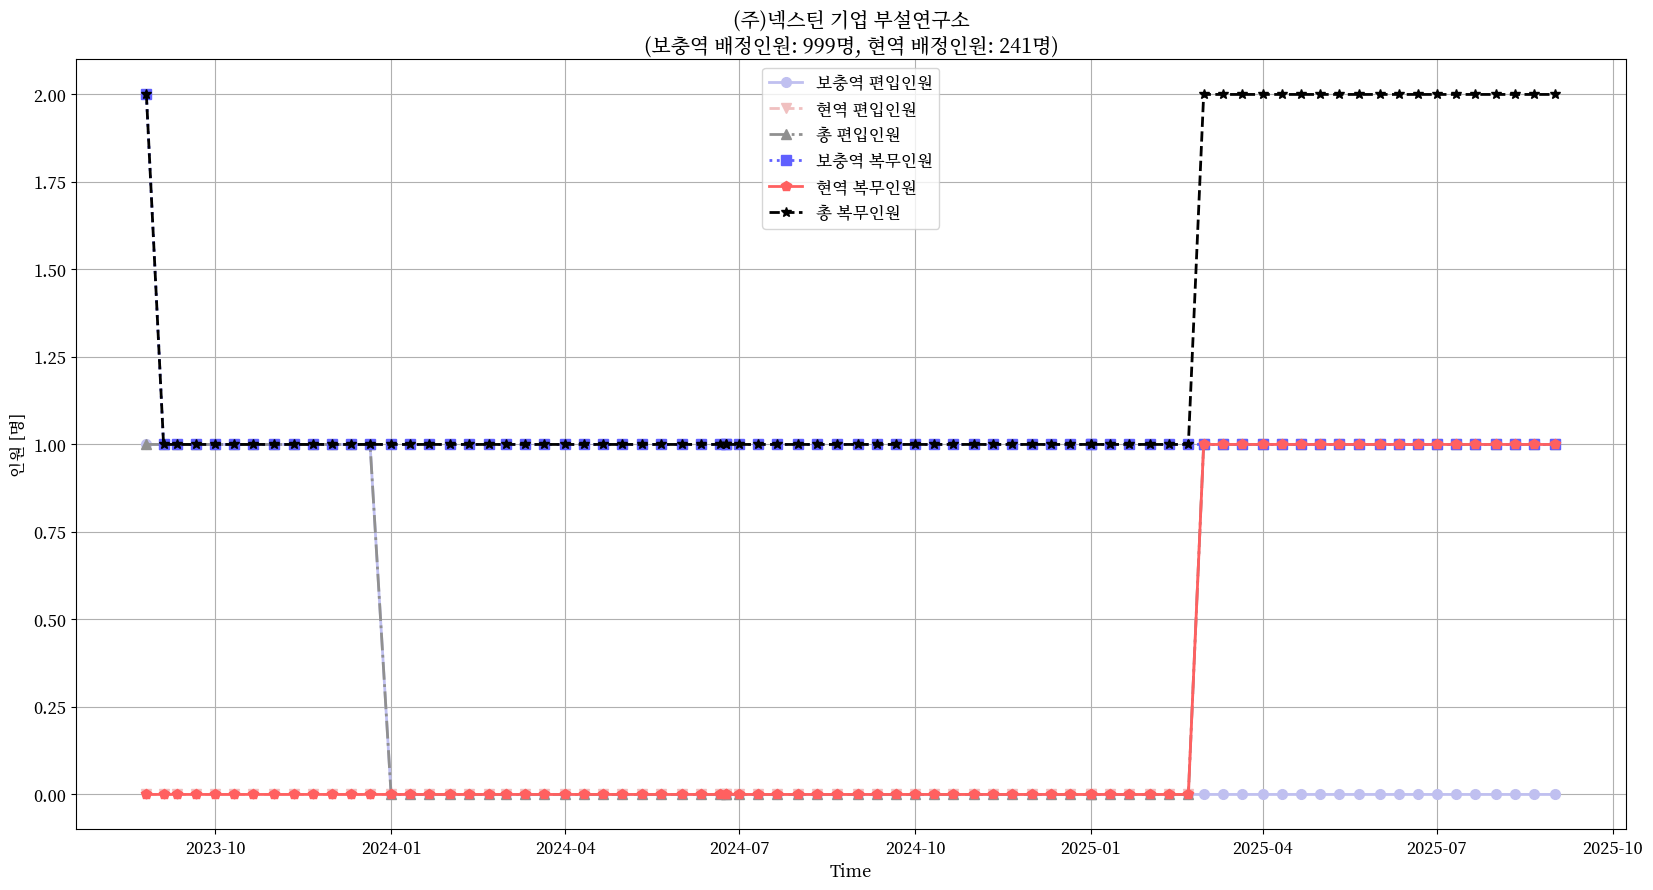 (주)넥스틴 기업 부설연구소
(보충역 배정인원: 999명, 현역 배정인원: 241명)
보충역 편입인원
현역 편입인원
총 편입인원
보충역 복무인원
현역 복무인원
총 복무인원
2.00
1.75
1.50
1.25
1.00
0.75
0.50
0.25
0.00
인원 [명]
2023-10
2024-01
2024-04
2024-07
2024-10
2025-01
2025-04
2025-07
2025-10
Time